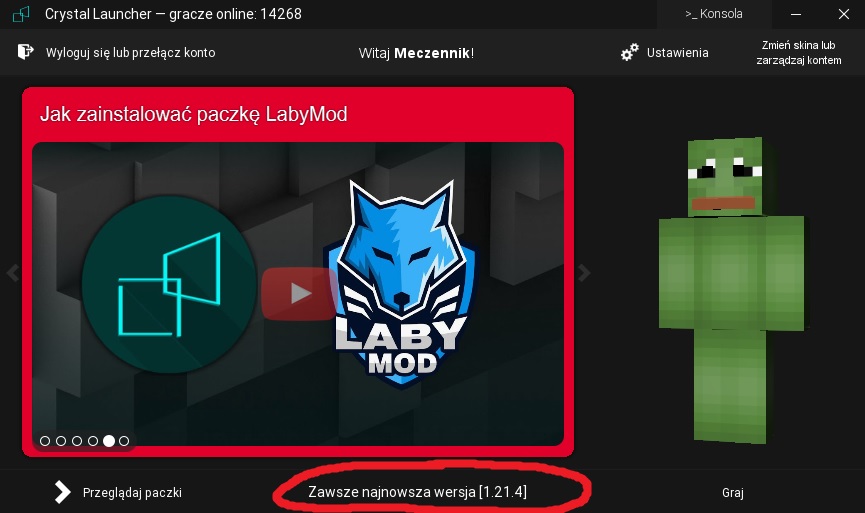 Crystal Launcher — gracze online: 14268
>_ Konsola
Wyloguj się lub przełącz konto
Witaj Meczennik!
Ustawienia
Zmień skina lub
zarządzaj kontem
Jak zainstalować paczkę LabyMod
LABY
MOD
Przeglądaj paczki
Zawsze najnowsza wersja [1.21.4]
Graj